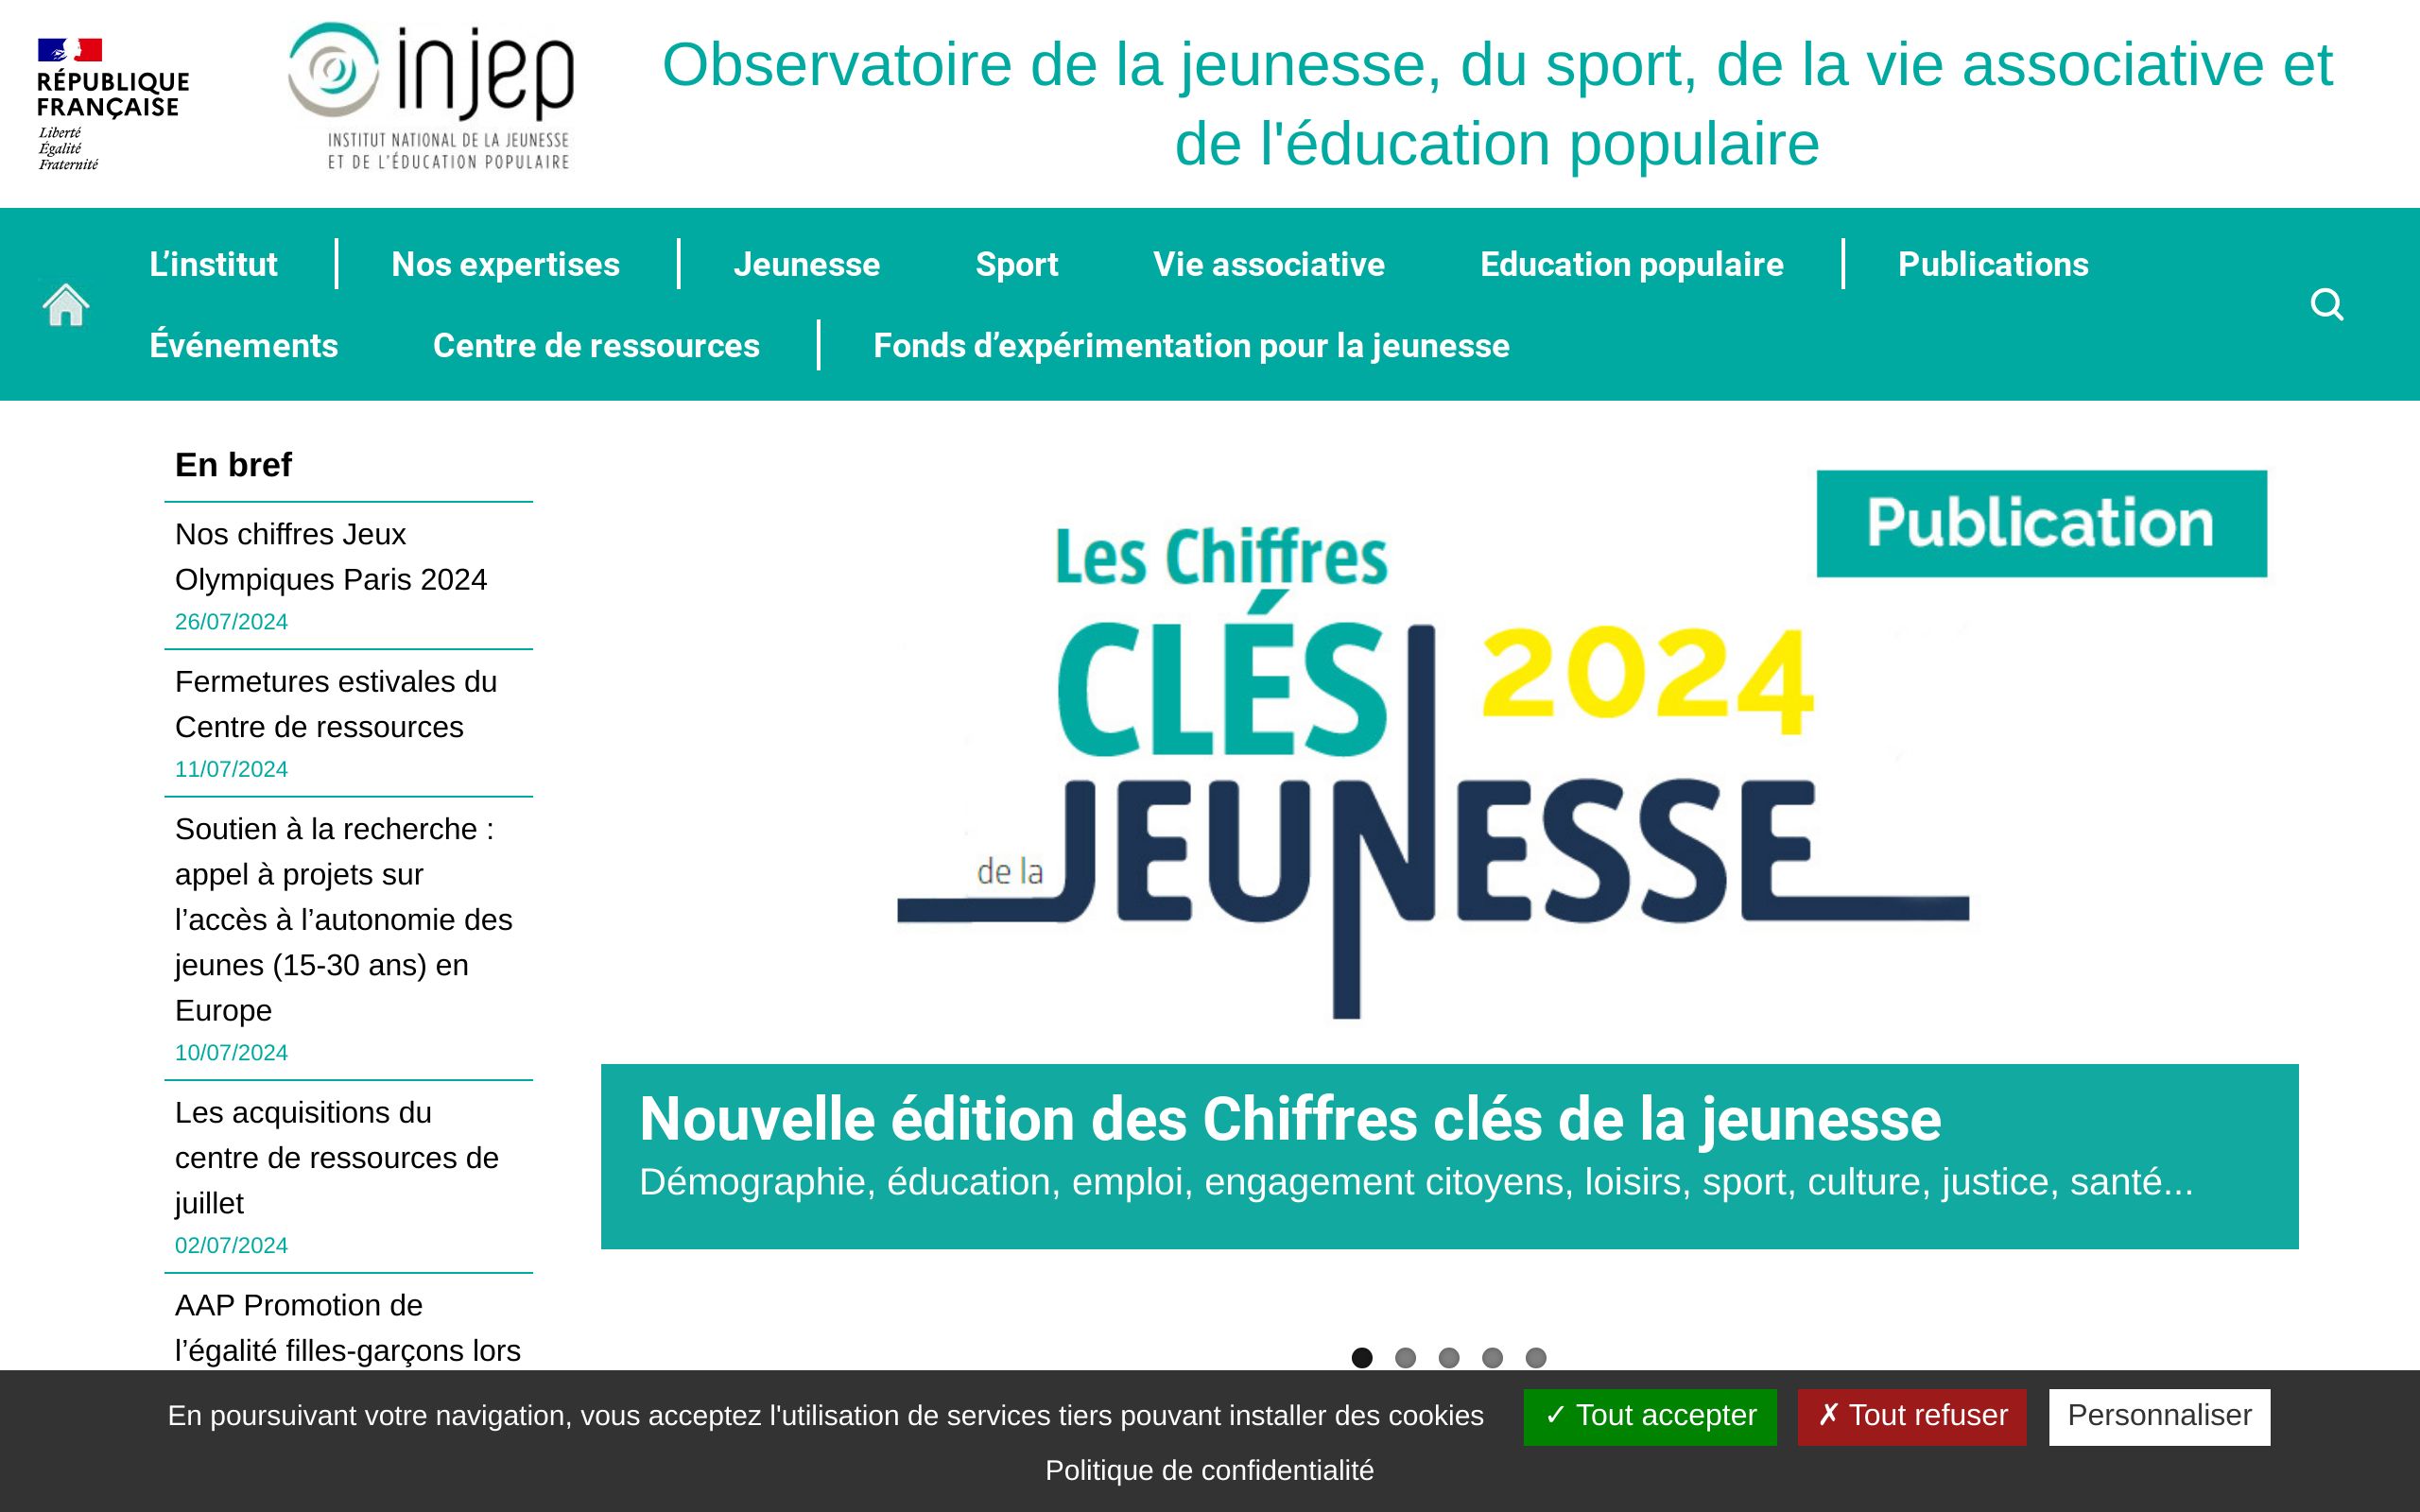 RÉPUBLIQUE
FRANÇAISE
Liberté
Égalité
Fraternité
injep
INSTITUT NATIONAL DE LA JEUNESSE
ET DE L'ÉDUCATION POPULAIRE
Observatoire de la jeunesse, du sport, de la vie associative et
de l'éducation populaire
L’institut Nos expertises Jeunesse Sport Vie associative Education populaire Publications
Événements Centre de ressources Fonds d’expérimentation pour la jeunesse
En bref
Nos chiffres Jeux
Olympiques Paris 2024
26/07/2024
Fermetures estivales du
Centre de ressources
11/07/2024
Soutien à la recherche :
appel à projets sur
l’accès à l’autonomie des
jeunes (15-30 ans) en
Europe
10/07/2024
Les acquisitions du
centre de ressources de
juillet
02/07/2024
AAP Promotion de
l’égalité filles-garçons lors
Publication
Les Chiffres
CLÉS 2024
de la JEUNESSE
Nouvelle édition des Chiffres clés de la jeunesse
Démographie, éducation, emploi, engagement citoyens, loisirs, sport, culture, justice, santé...
En poursuivant votre navigation, vous acceptez l'utilisation de services tiers pouvant installer des cookies ✓ Tout accepter ✗ Tout refuser Personnaliser
Politique de confidentialité